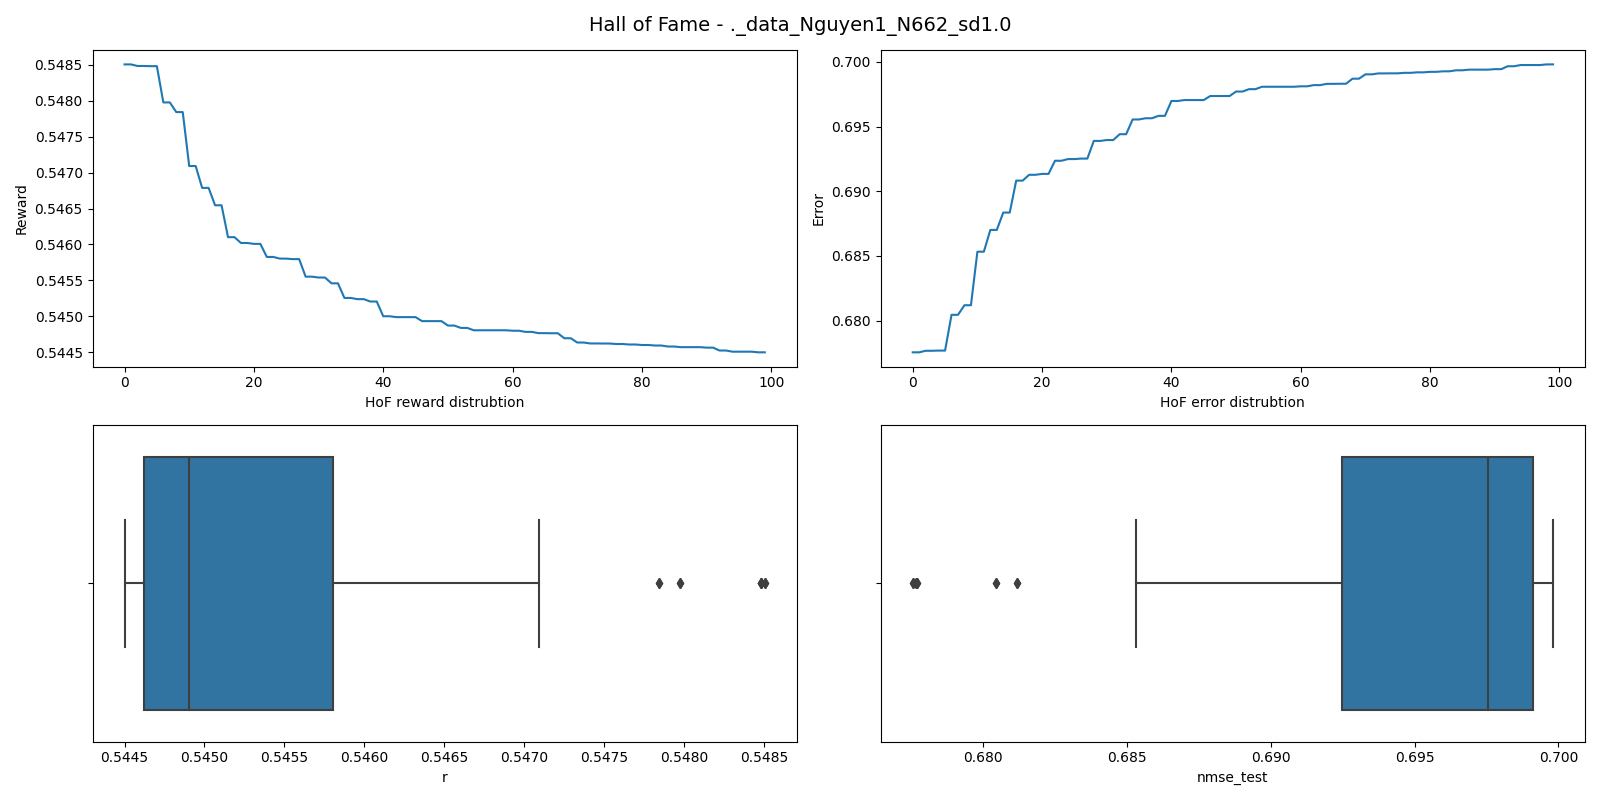 Hall of Fame - ._data_Nguyen1_N662_sd1.0
Reward
0.5485
0.5480
0.5475
0.5470
0.5465
0.5460
0.5455
0.5450
0.5445
0 20 40 60 80 100
HoF reward distrubtion
Error
0.700
0.695
0.690
0.685
0.680
0 20 40 60 80 100
HoF error distrubtion
0.5445 0.5450 0.5455 0.5460 0.5465 0.5470 0.5475 0.5480 0.5485
r
0.680 0.685 0.690 0.695 0.700
nmse_test